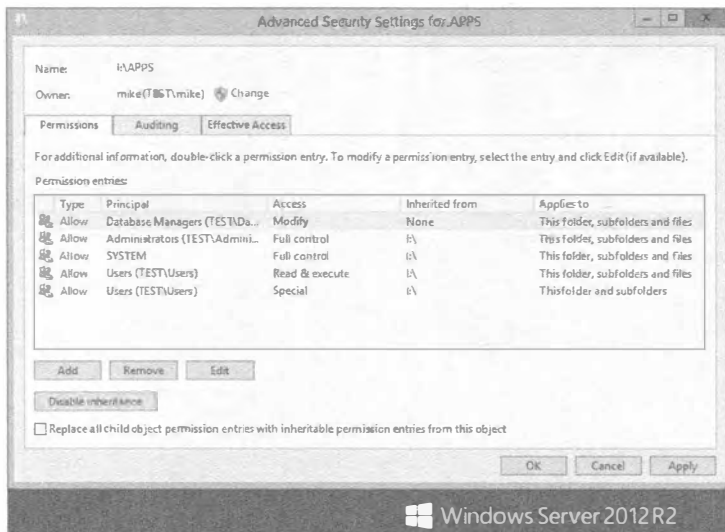 Advanced Security Settings for APPS
Name: I:\APPS
Owner: mike (TEST\mike) Change
Permissions Auditing Effective Access
For additional information, double-click a permission entry. To modify a permission entry, select the entry and click Edit (if available).
Permission entries:
Type Principal Access Inherited from Applies to
Allow Database Managers (TEST\Da... Modify None This folder, subfolders and files
Allow Administrators (TEST\Admini... Full control I:\ This folder, subfolders and files
Allow SYSTEM Full control I:\ This folder, subfolders and files
Allow Users (TEST\Users) Read & execute I:\ This folder, subfolders and files
Allow Users (TEST\Users) Special I:\ This folder and subfolders
Add Remove Edit
Disable inheritance
Replace all child object permission entries with inheritable permission entries from this object
OK Cancel Apply
Windows Server 2012 R2